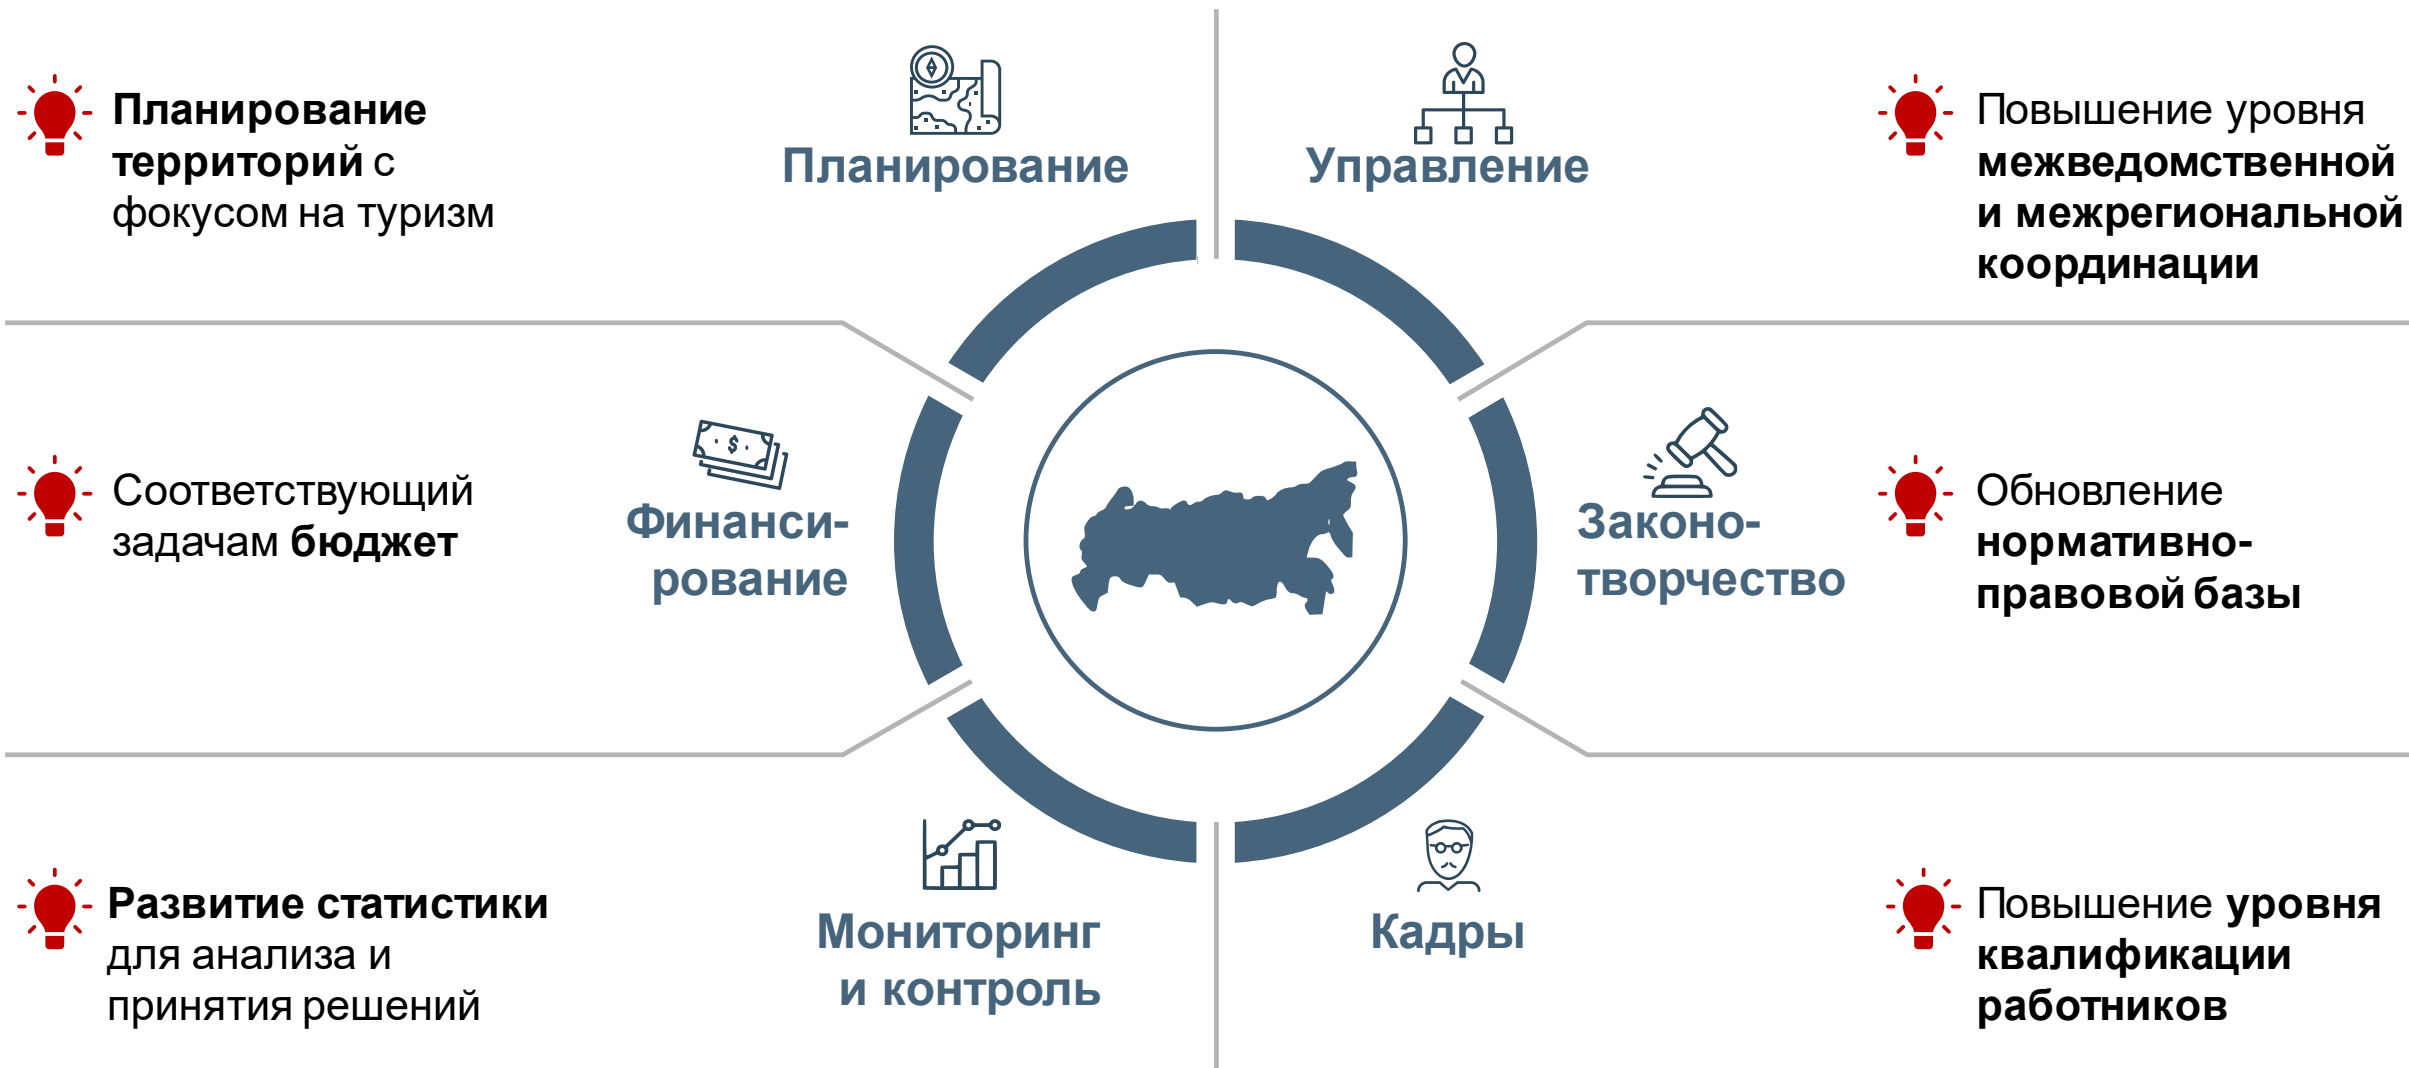 Планирование
территорий с
фокусом на туризм
Планирование
Управление
Повышение уровня
межведомственной
и межрегиональной
координации
Соответствующий
задачам бюджет
Финанси-
рование
$
Законо-
творчество
Обновление
нормативно-
правовой базы
Развитие статистики
для анализа и
принятия решений
Мониторинг
и контроль
Кадры
Повышение уровня
квалификации
работников